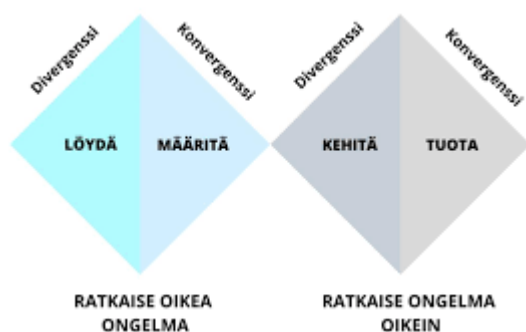 Divergenssi
Konvergenssi
Divergenssi
Konvergenssi
LÖYDÄ
MÄÄRITÄ
KEHITÄ
TUOTA
RATKAISE OIKEA
ONGELMA
RATKAISE ONGELMA
OIKEIN